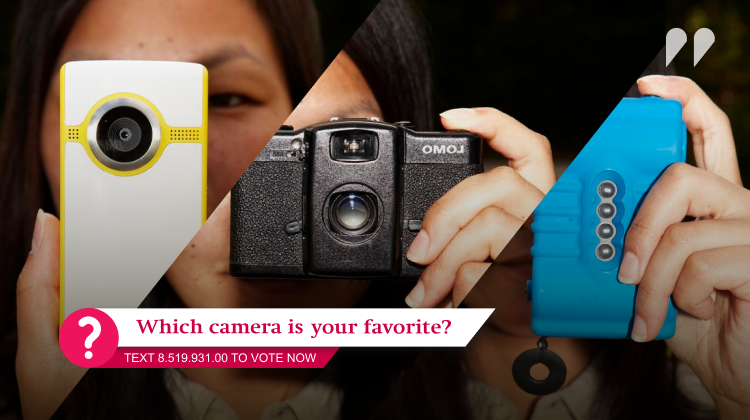 LOMO
?
Which camera is your favorite?
TEXT 8.519.931.00 TO VOTE NOW